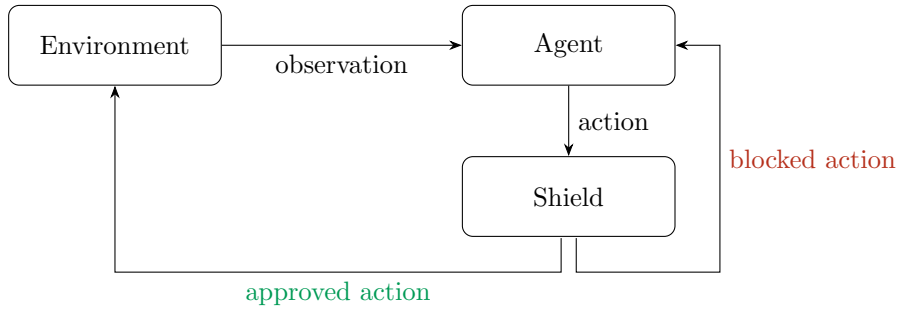 Environment
Agent
observation
action
blocked action
Shield
approved action